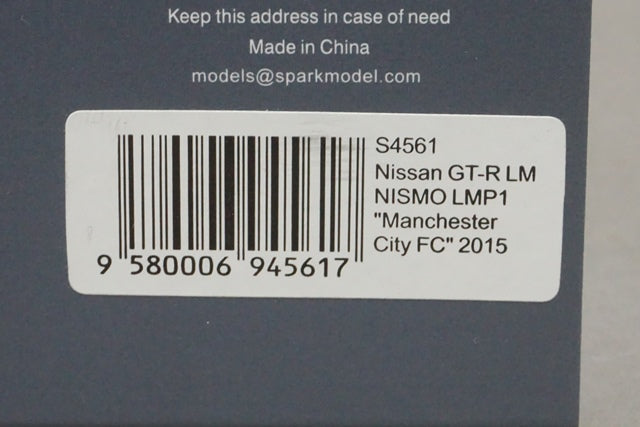 Keep this address in case of need
Made in China
models@sparkmodel.com
S4561
Nissan GT-R LM
NISMO LMP1
"Manchester
City FC" 2015
9 580006 945617